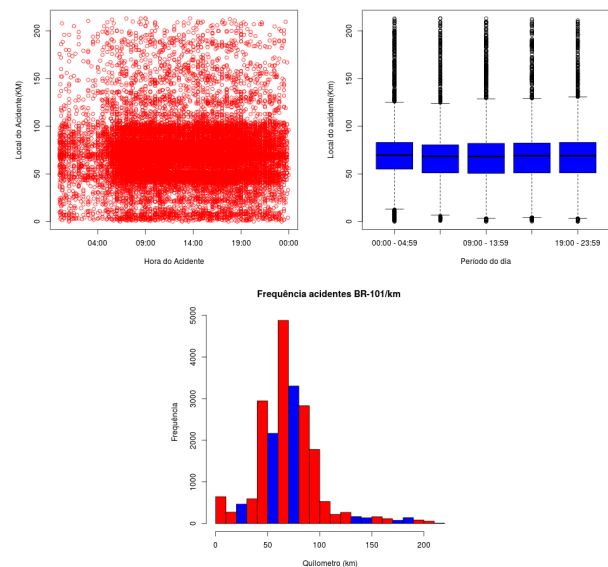 200
150
100
50
0
Local do Acidente(KM)
04:00 09:00 14:00 19:00 00:00
Hora do Acidente
200
150
100
50
0
Local do acidente(Km)
00:00 - 04:59 09:00 - 13:59 19:00 - 23:59
Período do dia
Frequência acidentes BR-101/km
5000
4000
3000
2000
1000
0
Frequência
0 50 100 150 200
Quilometro (km)